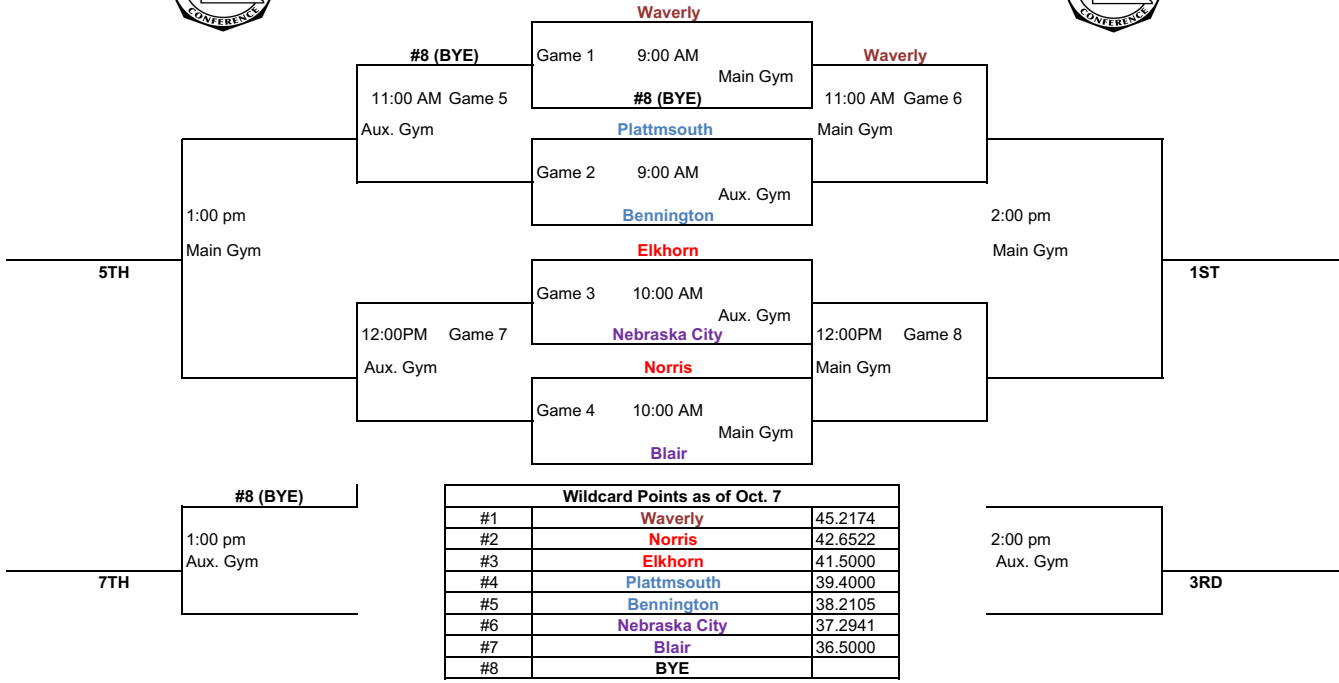 CONFERENCE
CONFERENCE
Waverly
#8 (BYE)
Game 1 9:00 AM
Waverly
Main Gym
11:00 AM Game 5
#8 (BYE)
11:00 AM Game 6
Aux. Gym
Plattmsouth
Main Gym
Game 2 9:00 AM
Aux. Gym
1:00 pm
Bennington
2:00 pm
Main Gym
Elkhorn
Main Gym
5TH
1ST
Game 3 10:00 AM
Aux. Gym
12:00PM Game 7
Nebraska City
12:00PM Game 8
Aux. Gym
Norris
Main Gym
Game 4 10:00 AM
Main Gym
Blair
#8 (BYE)
1:00 pm
Aux. Gym
7TH
Wildcard Points as of Oct. 7
#1 Waverly 45.2174
#2 Norris 42.6522
#3 Elkhorn 41.5000
#4 Plattmsouth 39.4000
#5 Bennington 38.2105
#6 Nebraska City 37.2941
#7 Blair 36.5000
#8 BYE
2:00 pm
Aux. Gym
3RD